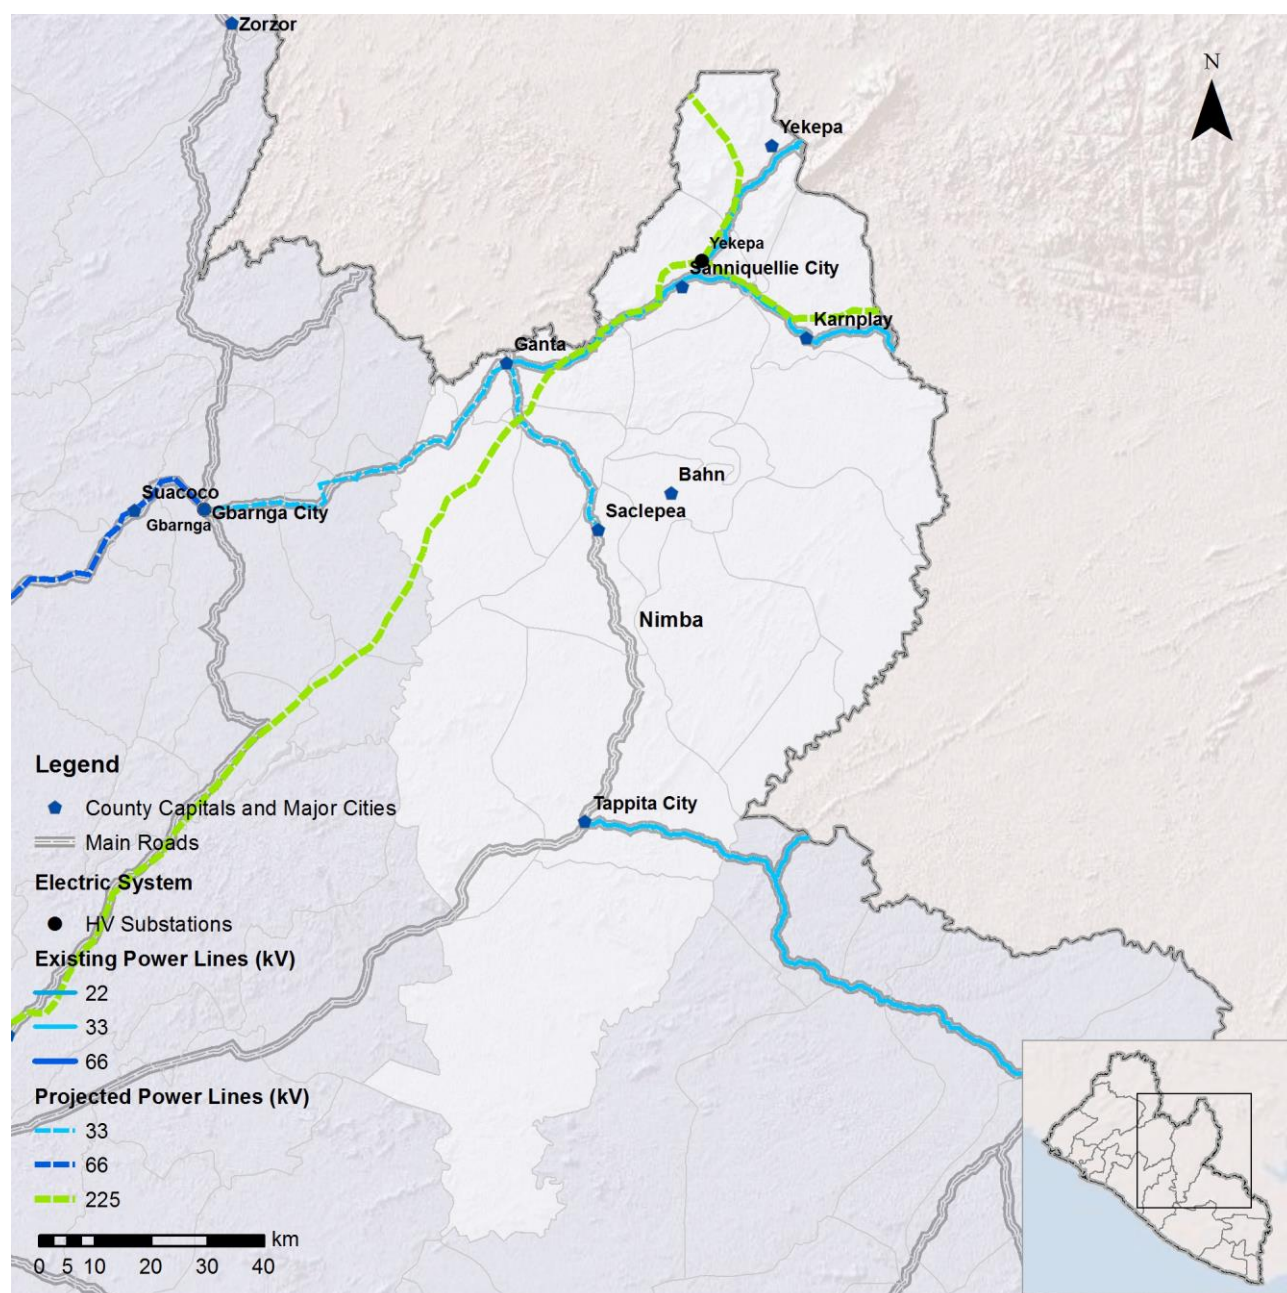 Zorzor
N
Yekepa
Yekepa
Sanniquellie City
Karnplay
Ganta
Bahn
Suacoco
Saclepea
Gbarnga City
Gbarnga
Nimba
Tappita City
Legend
County Capitals and Major Cities
Main Roads
Electric System
HV Substations
Existing Power Lines (kV)
22
33
66
Projected Power Lines (kV)
33
66
225
km
0 5 10 20 30 40